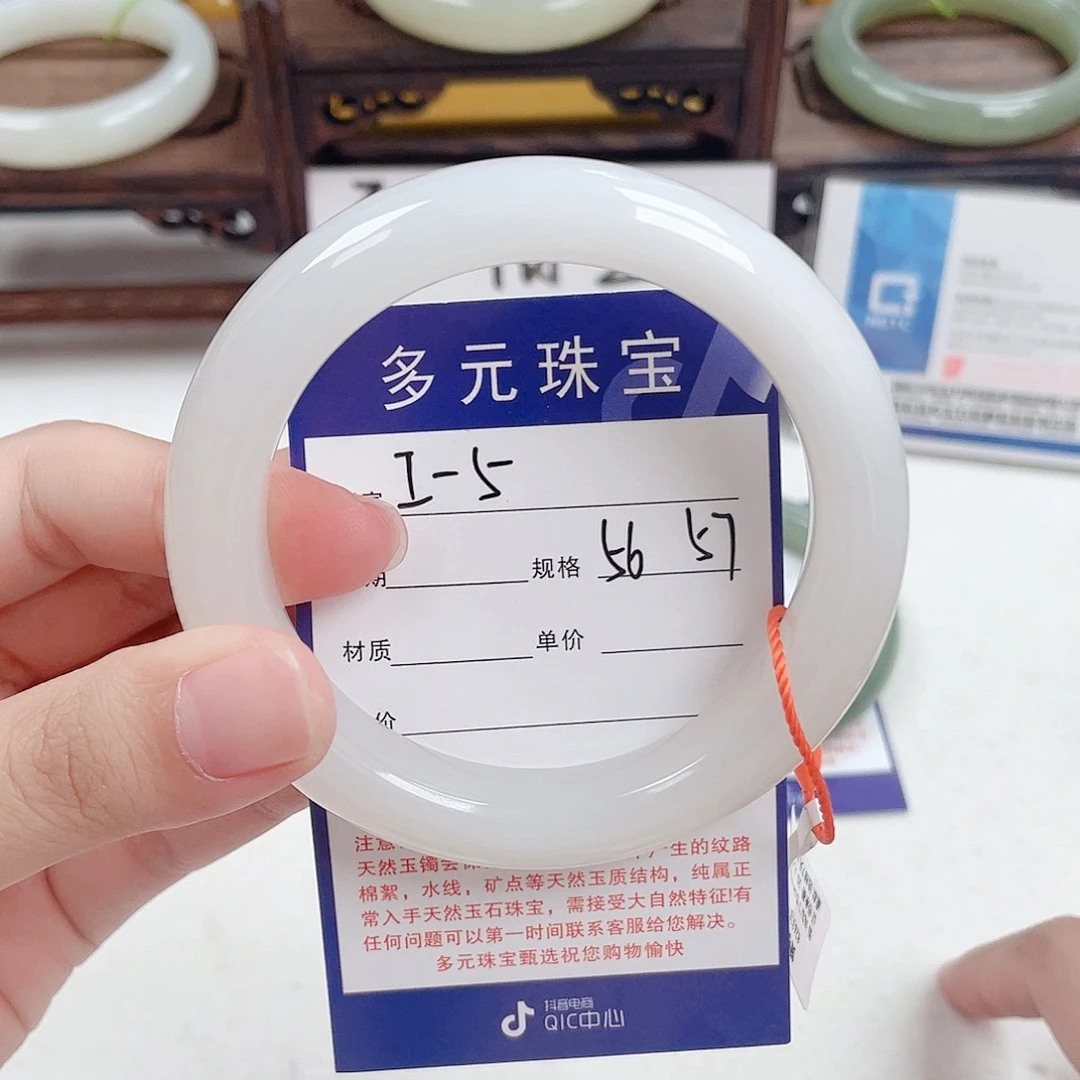 多元珠宝
I-5
期 规格 56 57
材质 单价
价
注意
产生的纹路
天然玉镯会
棉絮，水线，矿点等天然玉质结构，纯属正
常入手天然玉石珠宝，需接受大自然特征!有
任何问题可以第一时间联系客服给您解决。
多元珠宝甄选祝您购物愉快
抖音电商
QIC中心